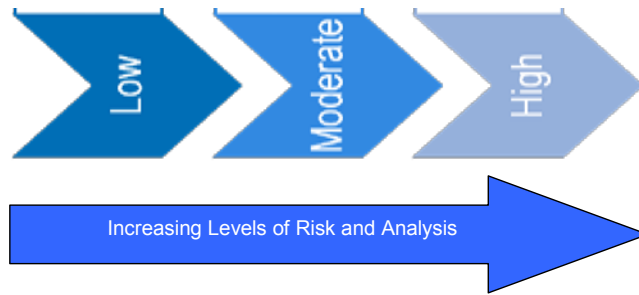 Low
Moderate
High
Increasing Levels of Risk and Analysis